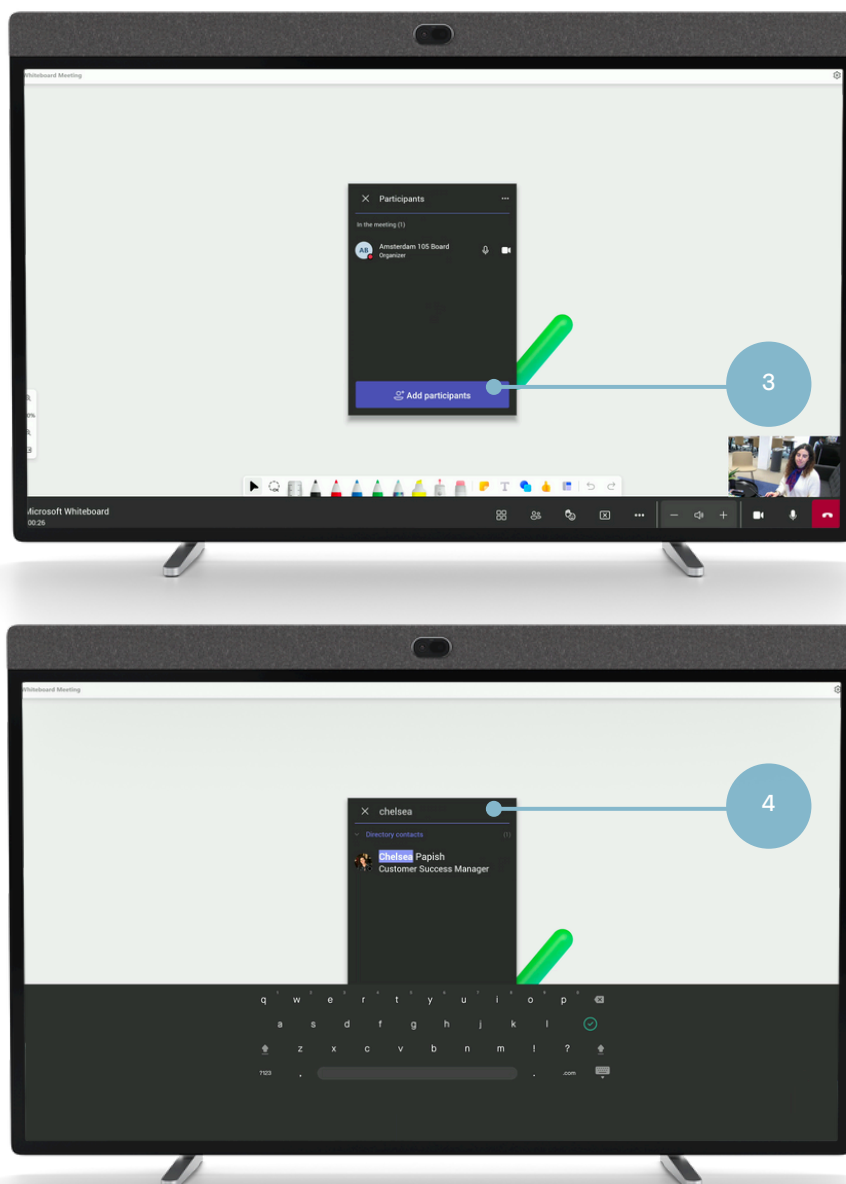 Whiteboard Meeting
Participants
In the meeting (1)
AB
Amsterdam 105 Board
Organizer
Add participants
3
T
Microsoft Whiteboard
00:26
Whiteboard Meeting
4
chelsea
Directory contacts (1)
Chelsea Papish
Customer Success Manager
q w e r t y u i o p
a s d f g h j k l
z x c v b n m ! ?
?123 . . .com